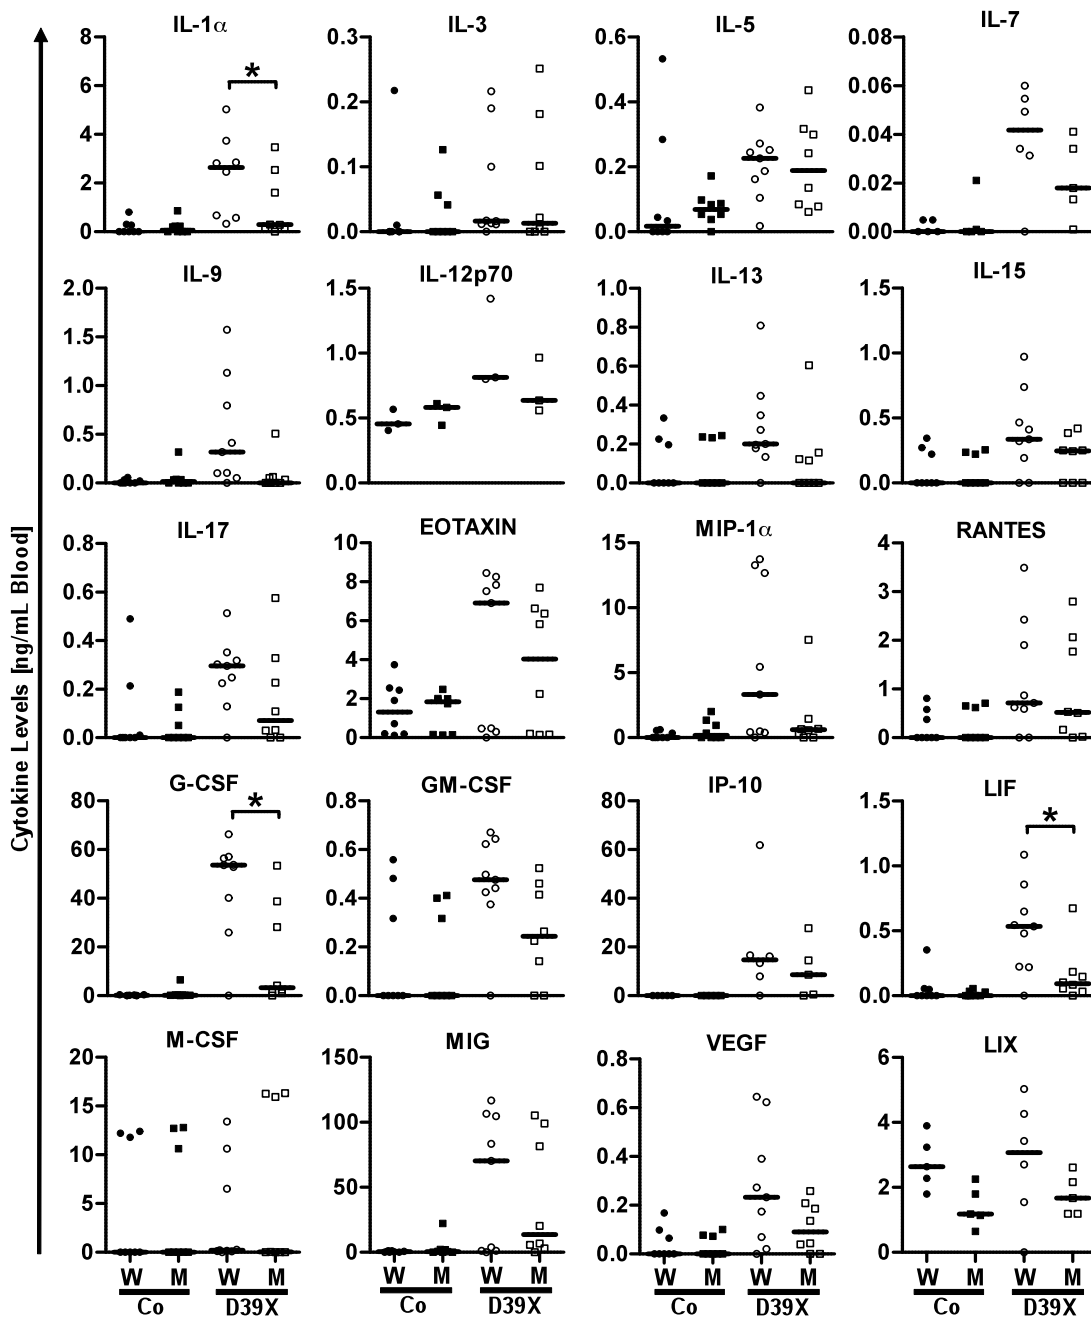 IL-1α IL-3 IL-5 IL-7
8 0.3 0.6 0.08
*
6 0.06
0.2 0.4
4 0.04
0.1 0.2
2 0.02
0 0.0 0.0 0.00
IL-9 IL-12p70 IL-13 IL-15
2.0 1.5 1.0 1.5
0.8
1.5
1.0 1.0
0.6
1.0
0.4
0.5 0.5 0.5
0.2
0.0 0.0 0.0 0.0
IL-17 EOTAXIN MIP-1α RANTES
0.8 10 15 4
8
0.6 3
10
6
0.4 2
4
5
0.2 1
2
0.0 0 0 0
G-CSF GM-CSF IP-10 LIF
80 0.8 80 1.5
* *
60 0.6 60
1.0
40 0.4 40
0.5
20 0.2 20
0 0.0 0 0.0
M-CSF MIG VEGF LIX
20 150 0.8 6
15 0.6
100 4
10 0.4
50 2
5 0.2
0 0 0.0 0
W M W M W M W M W M W M W M W M
Co D39X Co D39X Co D39X Co D39X
Cytokine Levels [ng/mL Blood]